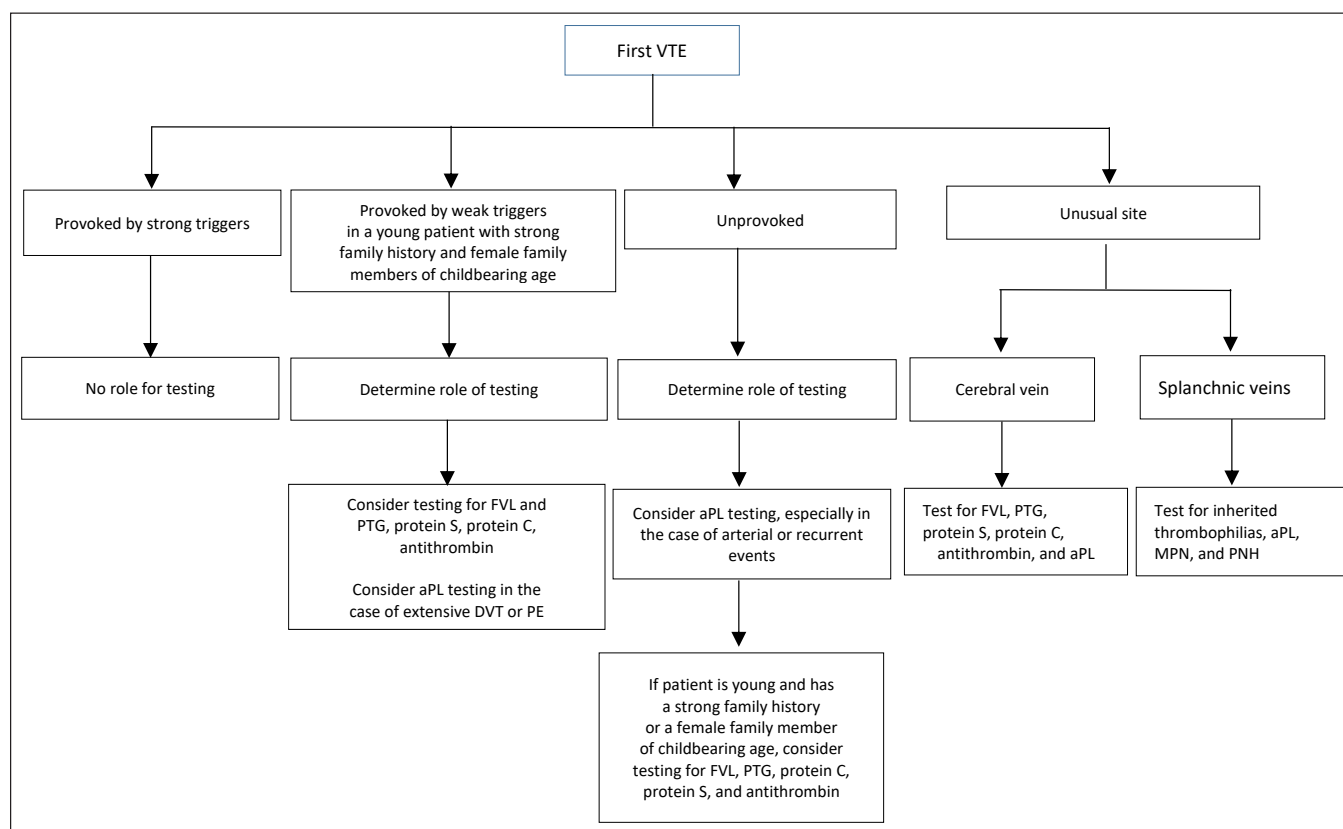 First VTE
Provoked by strong triggers
Provoked by weak triggers
in a young patient with strong
family history and female family
members of childbearing age
Unprovoked
Unusual site
No role for testing
Determine role of testing
Determine role of testing
Cerebral vein
Splanchnic veins
Consider testing for FVL and
PTG, protein S, protein C,
antithrombin
Consider aPL testing in the
case of extensive DVT or PE
Consider aPL testing, especially in
the case of arterial or recurrent
events
Test for FVL, PTG,
protein S, protein C,
antithrombin, and aPL
Test for inherited
thrombophilias, aPL,
MPN, and PNH
If patient is young and has
a strong family history
or a female family member
of childbearing age, consider
testing for FVL, PTG, protein C,
protein S, and antithrombin